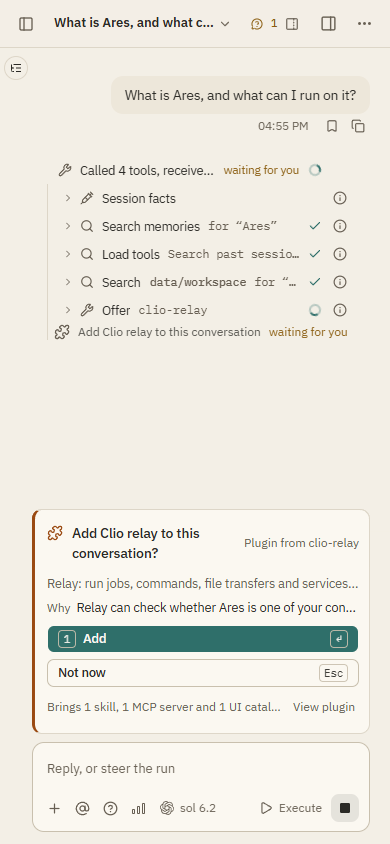 What is Ares, and what c...
1
What is Ares, and what can I run on it?
04:55 PM
Called 4 tools, receive... waiting for you
Session facts
Search memories for “Ares”
Load tools Search past sessio...
Search data/workspace for “...
Offer clio-relay
Add Clio relay to this conversation waiting for you
Add Clio relay to this conversation?
Plugin from clio-relay
Relay: run jobs, commands, file transfers and services...
Why Relay can check whether Ares is one of your con...
1 Add
Not now Esc
Brings 1 skill, 1 MCP server and 1 UI catal... View plugin
Reply, or steer the run
sol 6.2 Execute